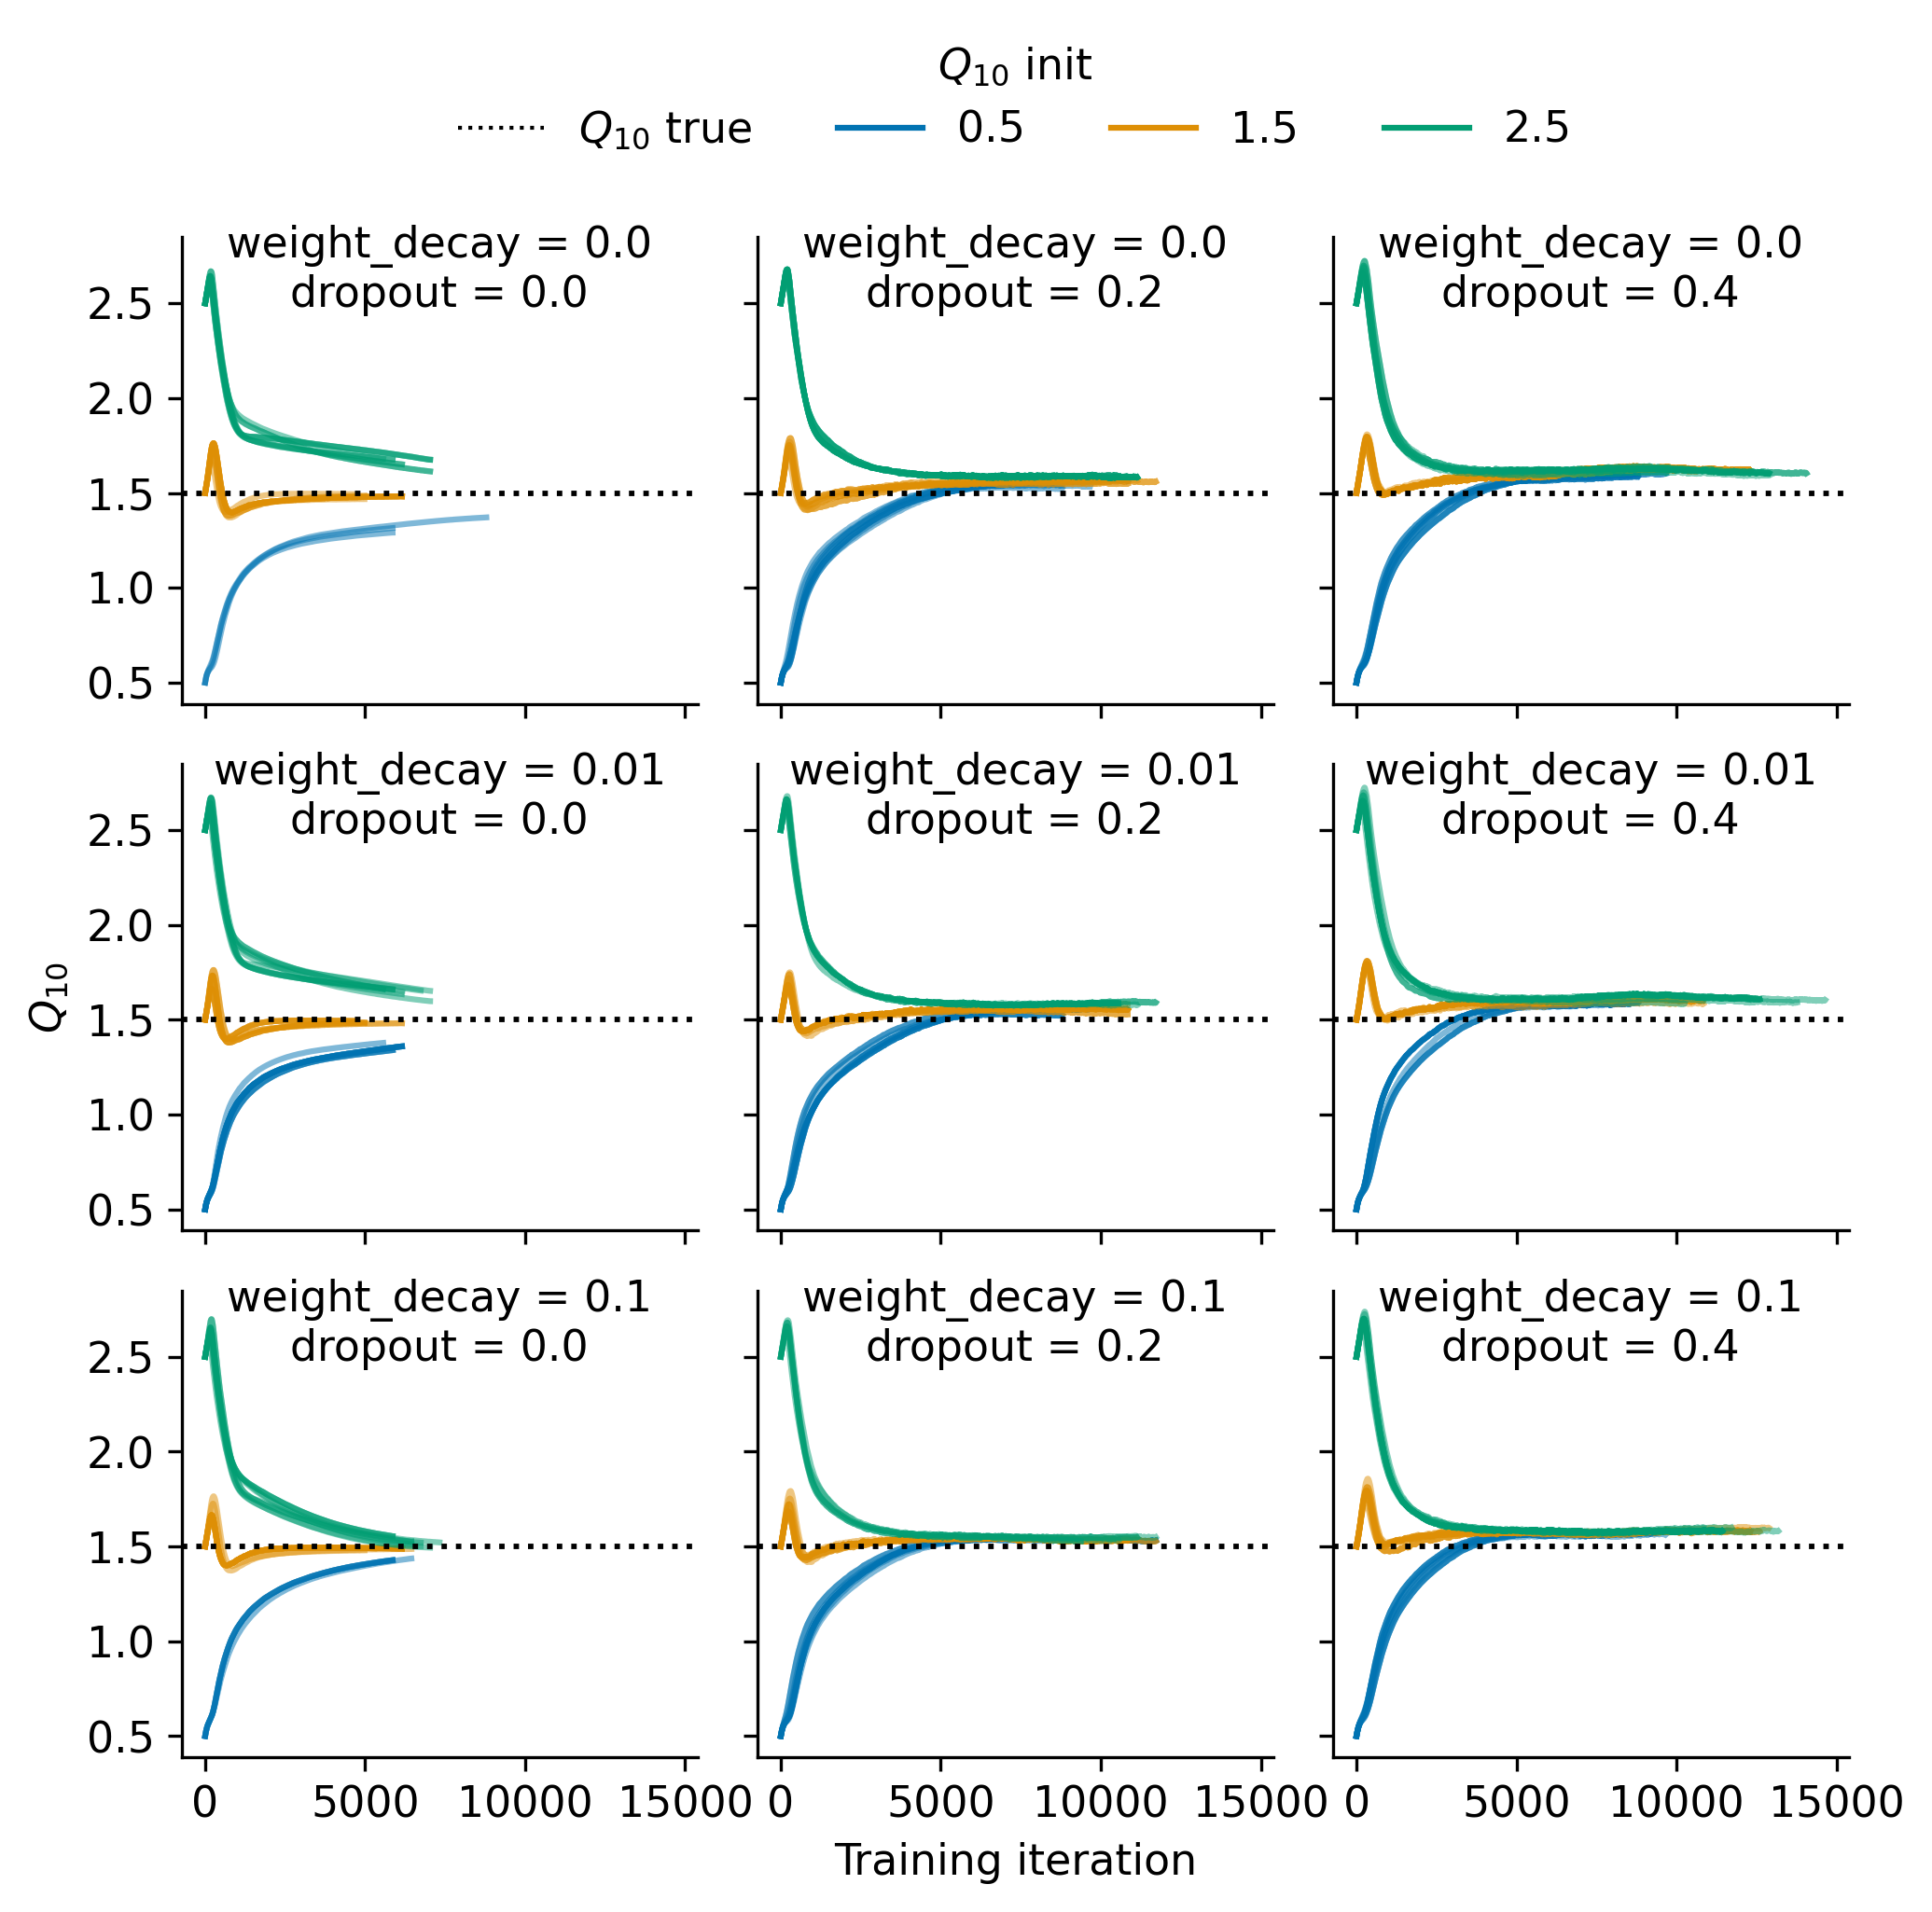 Q10 init
Q10 true 0.5 1.5 2.5
weight_decay = 0.0
dropout = 0.0
weight_decay = 0.0
dropout = 0.2
weight_decay = 0.0
dropout = 0.4
2.5
2.0
1.5
1.0
0.5
weight_decay = 0.01
dropout = 0.0
weight_decay = 0.01
dropout = 0.2
weight_decay = 0.01
dropout = 0.4
2.5
2.0
1.5
1.0
0.5
Q10
weight_decay = 0.1
dropout = 0.0
weight_decay = 0.1
dropout = 0.2
weight_decay = 0.1
dropout = 0.4
2.5
2.0
1.5
1.0
0.5
0 5000 10000 15000 0 5000 10000 15000 0 5000 10000 15000
Training iteration